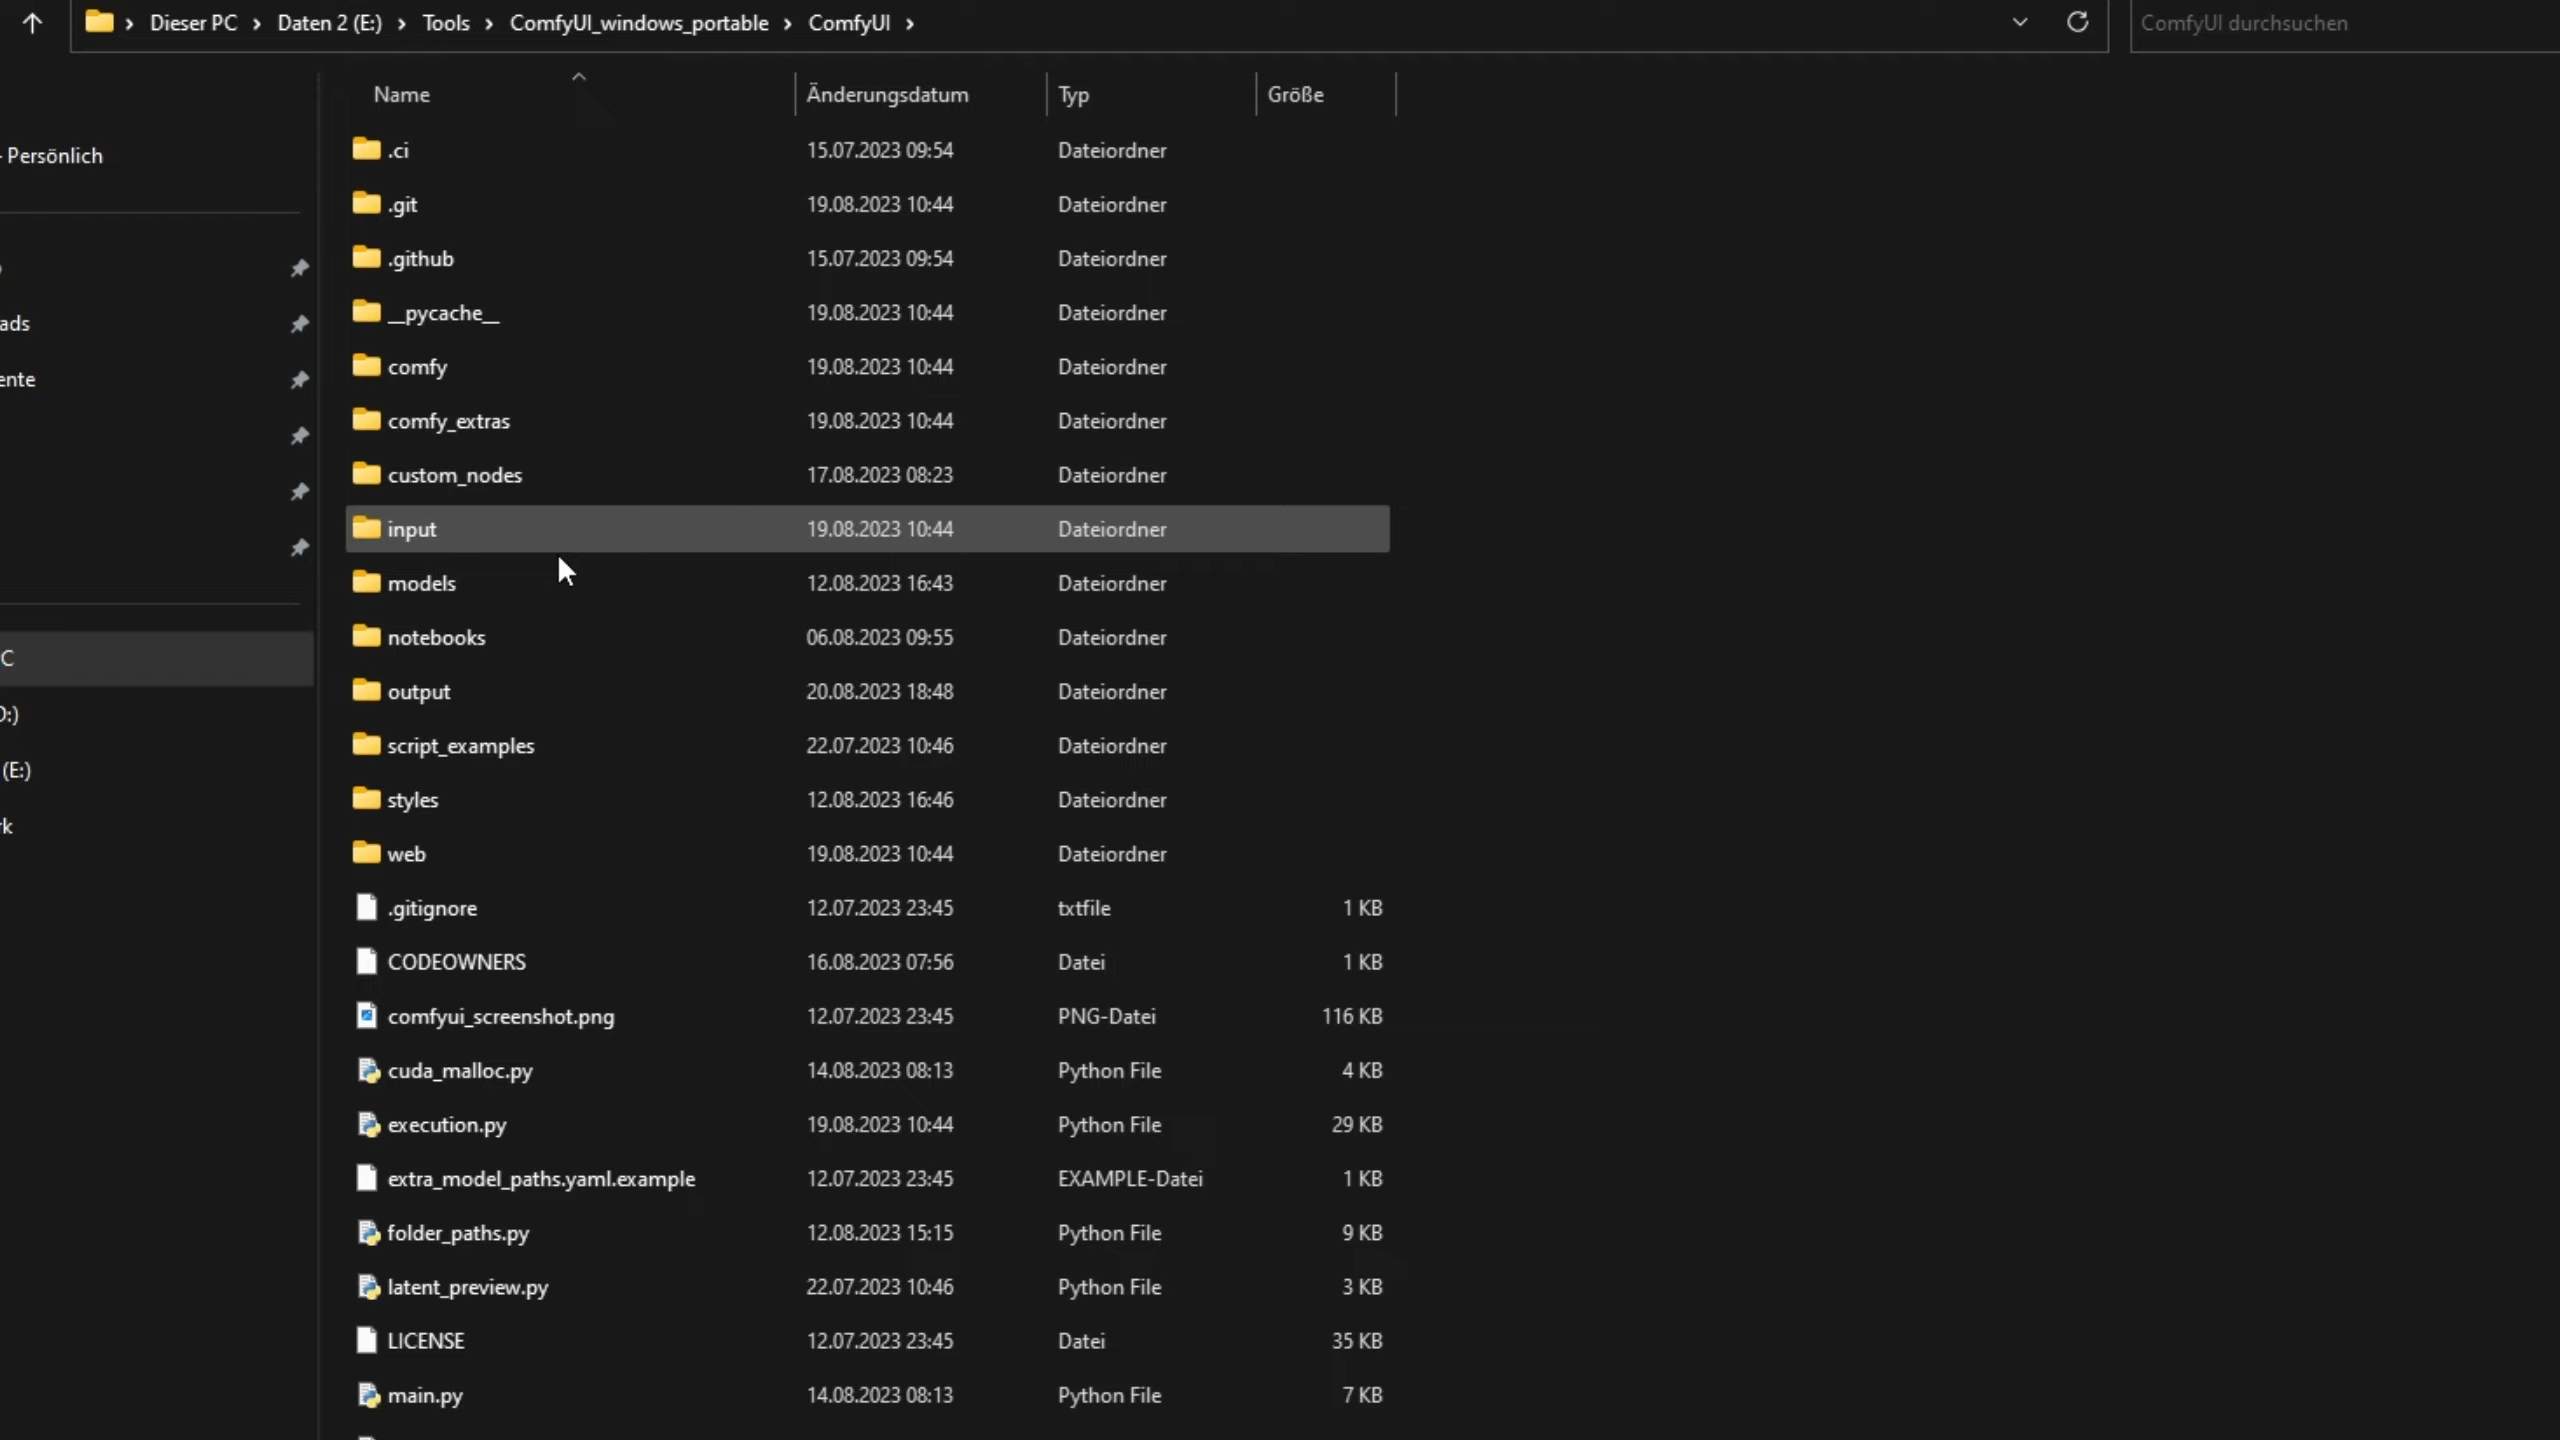 Dieser PC > Daten 2 (E:) > Tools > ComfyUI_windows_portable > ComfyUI >
ComfyUI durchsuchen
Name Änderungsdatum Typ Größe
- Persönlich
ads
ente
C
D:)
(E:)
rk
.ci 15.07.2023 09:54 Dateiordner
.git 19.08.2023 10:44 Dateiordner
.github 15.07.2023 09:54 Dateiordner
__pycache__ 19.08.2023 10:44 Dateiordner
comfy 19.08.2023 10:44 Dateiordner
comfy_extras 19.08.2023 10:44 Dateiordner
custom_nodes 17.08.2023 08:23 Dateiordner
input 19.08.2023 10:44 Dateiordner
models 12.08.2023 16:43 Dateiordner
notebooks 06.08.2023 09:55 Dateiordner
output 20.08.2023 18:48 Dateiordner
script_examples 22.07.2023 10:46 Dateiordner
styles 12.08.2023 16:46 Dateiordner
web 19.08.2023 10:44 Dateiordner
.gitignore 12.07.2023 23:45 txtfile 1 KB
CODEOWNERS 16.08.2023 07:56 Datei 1 KB
comfyui_screenshot.png 12.07.2023 23:45 PNG-Datei 116 KB
cuda_malloc.py 14.08.2023 08:13 Python File 4 KB
execution.py 19.08.2023 10:44 Python File 29 KB
extra_model_paths.yaml.example 12.07.2023 23:45 EXAMPLE-Datei 1 KB
folder_paths.py 12.08.2023 15:15 Python File 9 KB
latent_preview.py 22.07.2023 10:46 Python File 3 KB
LICENSE 12.07.2023 23:45 Datei 35 KB
main.py 14.08.2023 08:13 Python File 7 KB